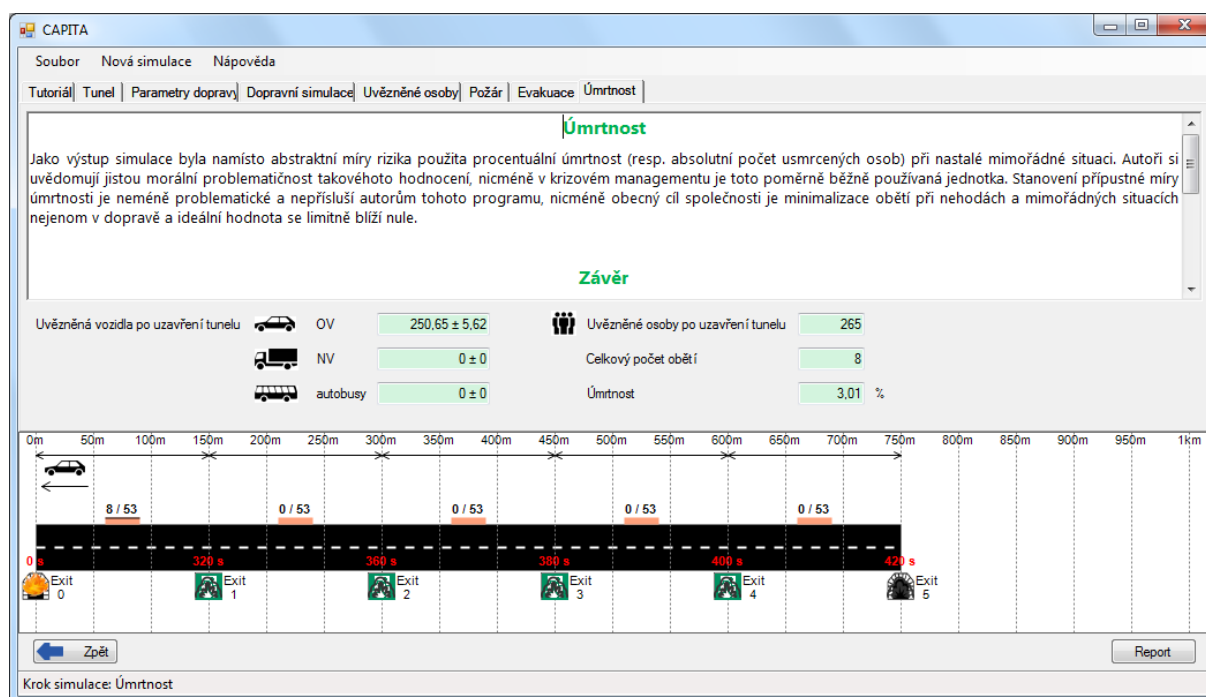 CAPITA
Soubor Nová simulace Nápověda
Tutoriál Tunel Parametry dopravy Dopravní simulace Uvězněné osoby Požár Evakuace Úmrtnost
Úmrtnost
Jako výstup simulace byla namísto abstraktní míry rizika použita procentuální úmrtnost (resp. absolutní počet usmrcených osob) při nastalé mimořádné situaci. Autoři si
uvědomují jistou morální problematičnost takovéhoto hodnocení, nicméně v krizovém managementu je toto poměrně běžně používaná jednotka. Stanovení přípustné míry
úmrtnosti je neméně problematické a nepřísluší autorům tohoto programu, nicméně obecný cíl společnosti je minimalizace obětí při nehodách a mimořádných situacích
nejenom v dopravě a ideální hodnota se limitně blíží nule.
Závěr
Uvězněná vozidla po uzavření tunelu OV 250,65 ± 5,62 Uvězněné osoby po uzavření tunelu 265
NV 0 ± 0 Celkový počet obětí 8
autobusy 0 ± 0 Úmrtnost 3,01 %
0m 50m 100m 150m 200m 250m 300m 350m 400m 450m 500m 550m 600m 650m 700m 750m 800m 850m 900m 950m 1km
8 / 53 0 / 53 0 / 53 0 / 53 0 / 53
0 s 320 s 360 s 380 s 400 s 420 s
Exit Exit Exit Exit Exit Exit
0 1 2 3 4 5
Zpět Report
Krok simulace: Úmrtnost